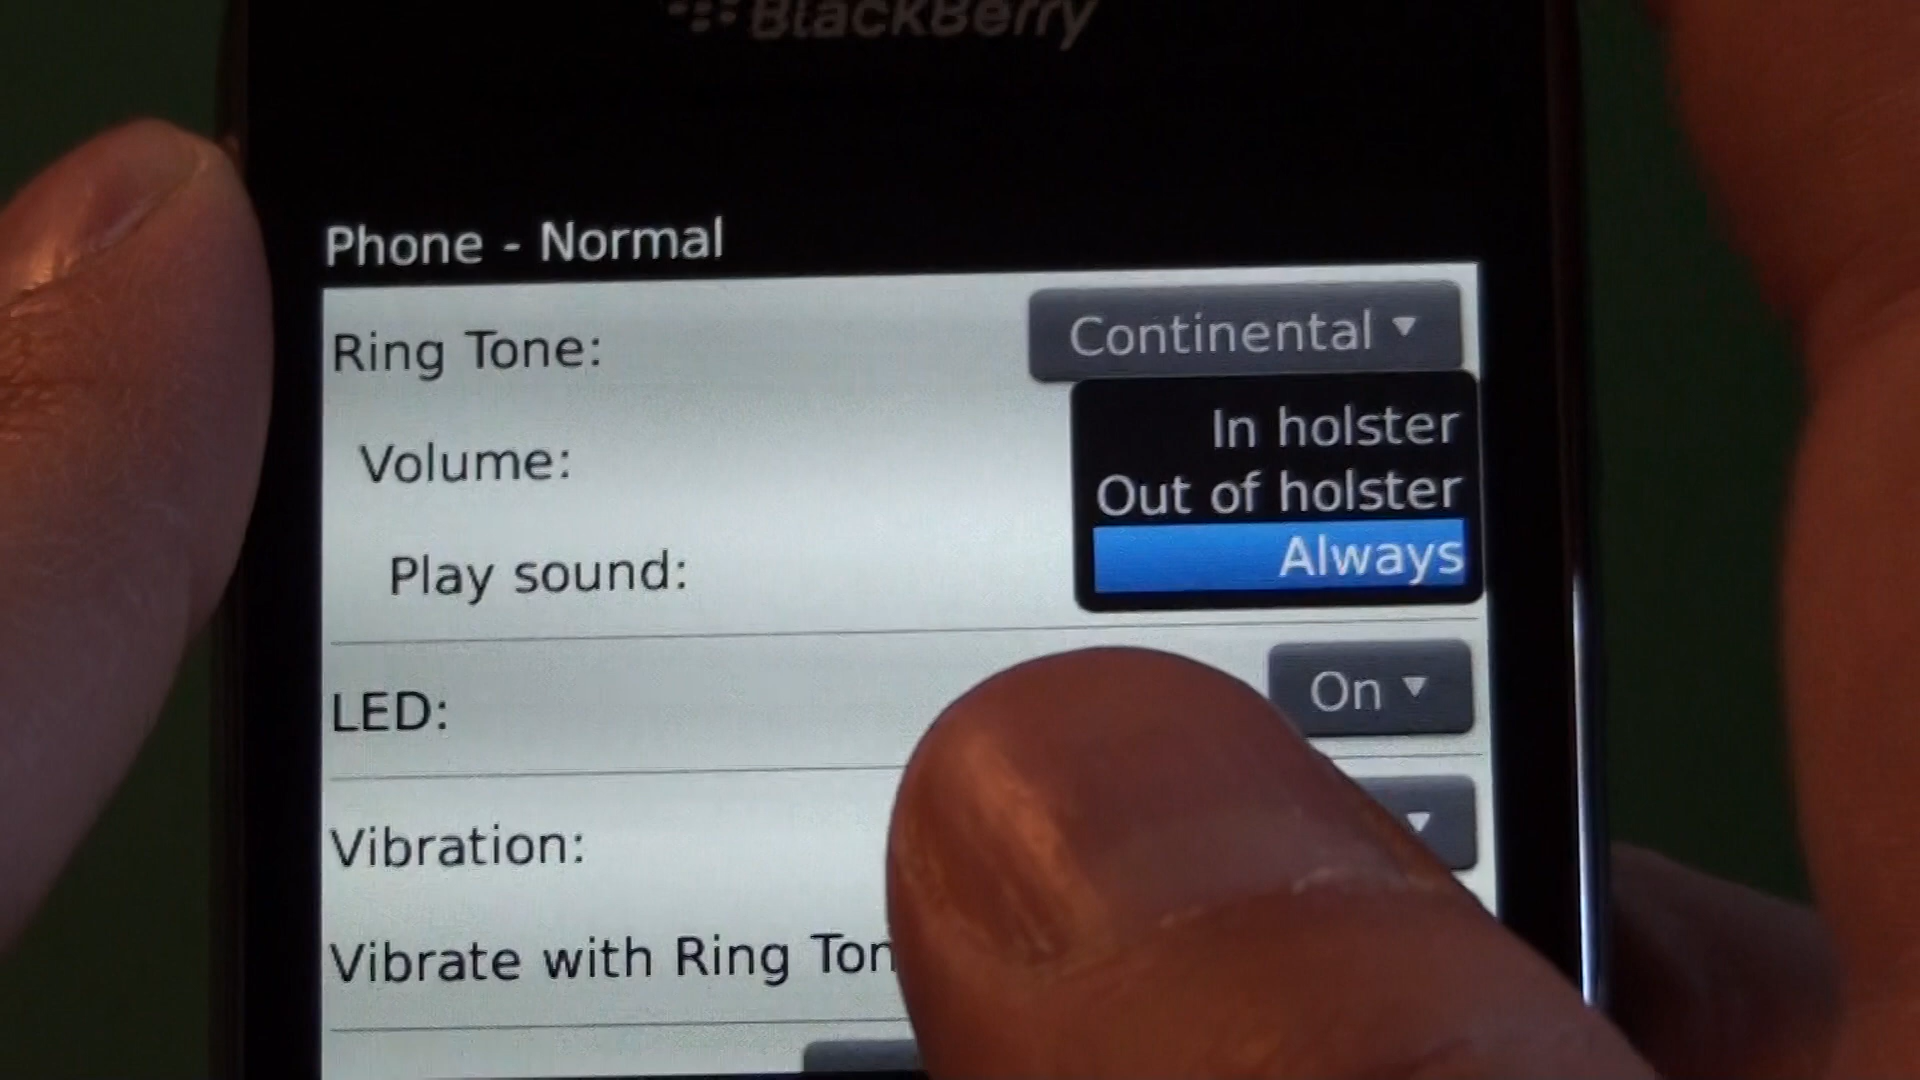 BlackBerry
Phone - Normal
Ring Tone:
Continental
In holster
Volume:
Out of holster
Play sound:
Always
LED:
On
Vibration:
Vibrate with Ring Ton